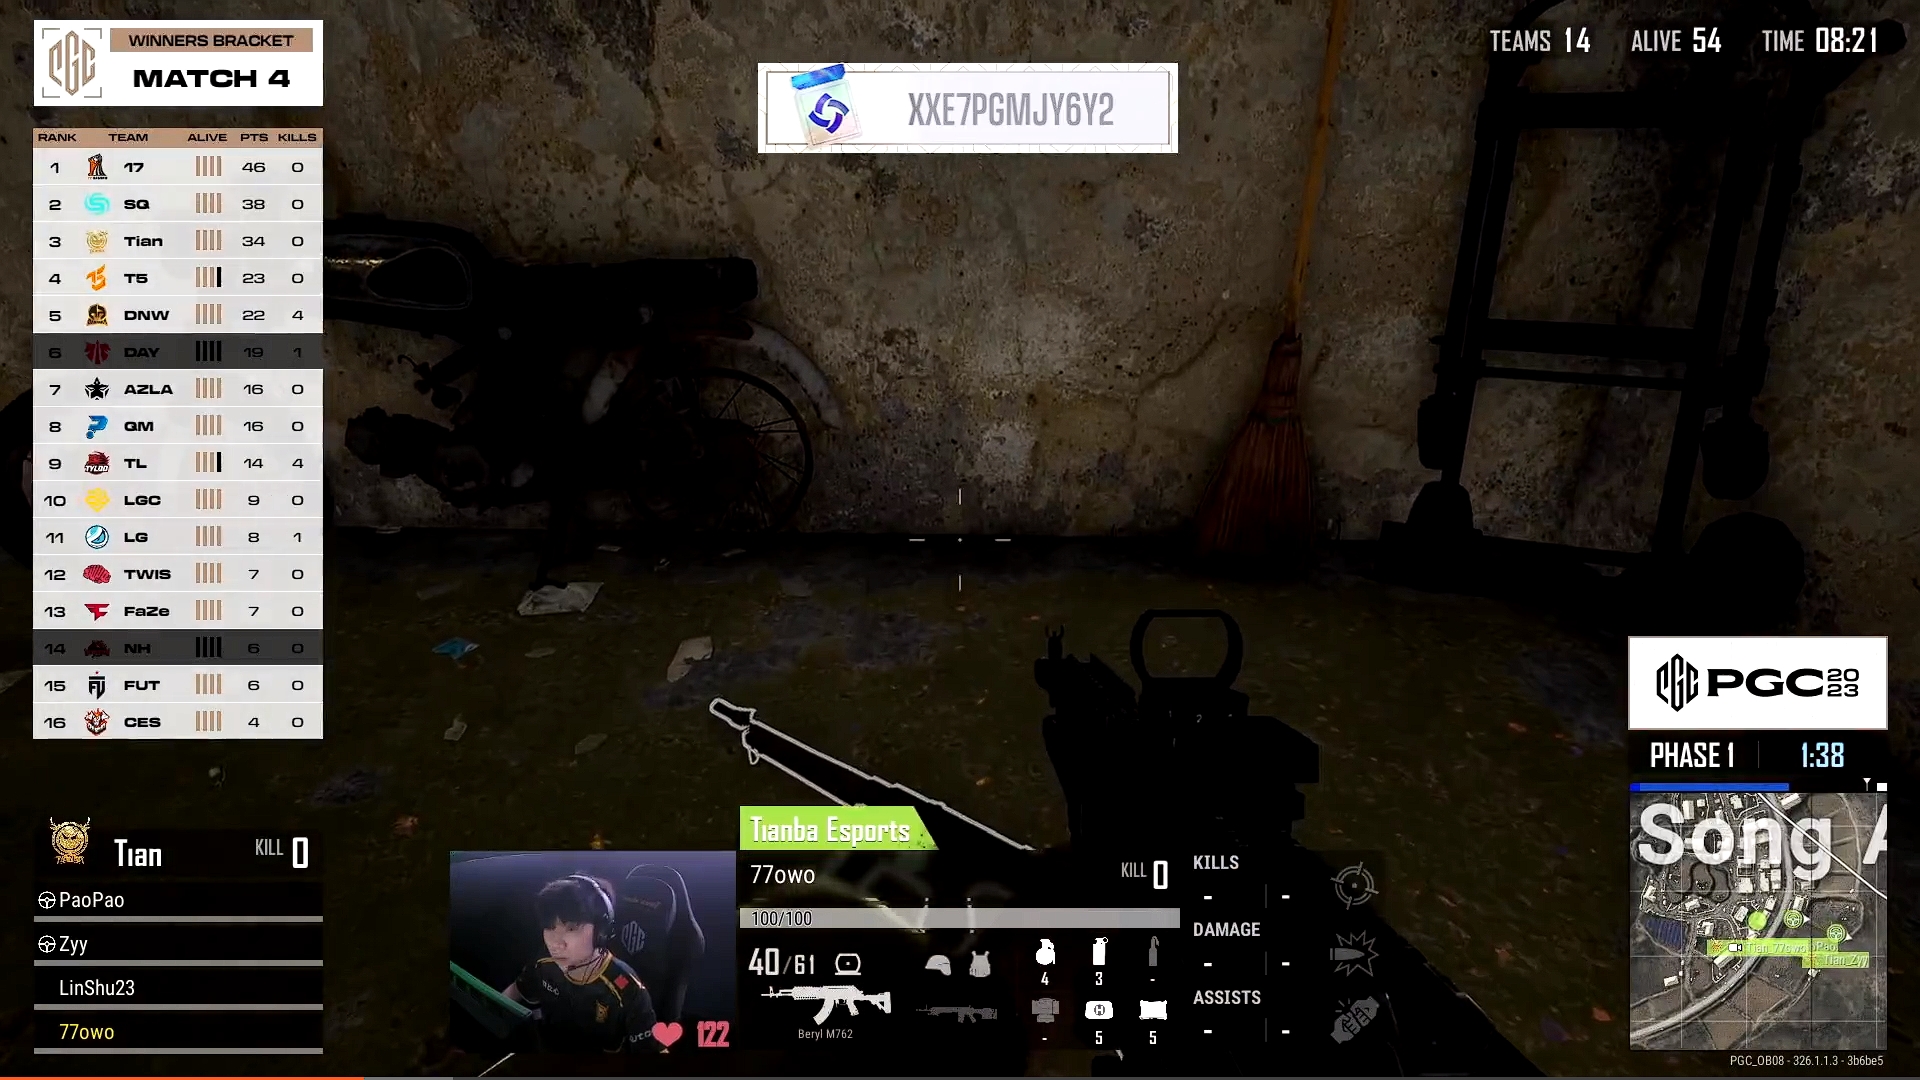 WINNERS BRACKET
MATCH 4
TEAMS 14 ALIVE 54 TIME 08:21
XXE7PGMJY6Y2
RANK TEAM ALIVE PTS KILLS
1 17 46 0
2 SQ 38 0
3 Tian 34 0
4 T5 23 0
5 DNW 22 4
6 DAY 19 1
7 AZLA 16 0
8 QM 16 0
9 TL 14 4
10 LGC 9 0
11 LG 8 1
12 TWIS 7 0
13 FaZe 7 0
14 NH 6 0
15 FUT 6 0
16 CES 4 0
PGC 2023
PHASE 1 1:38
Song A
Tian_77owo
Pao
Tian_Zyy
PGC_OB08 - 326.1.1.3 - 3b6be5
Tian KILL 0
PaoPao
Zyy
LinShu23
77owo
122
Tianba Esports
77owo KILL 0
100/100
40/61
Beryl M762
4 3 -
- 5 5
KILLS
- -
DAMAGE
- -
ASSISTS
- -